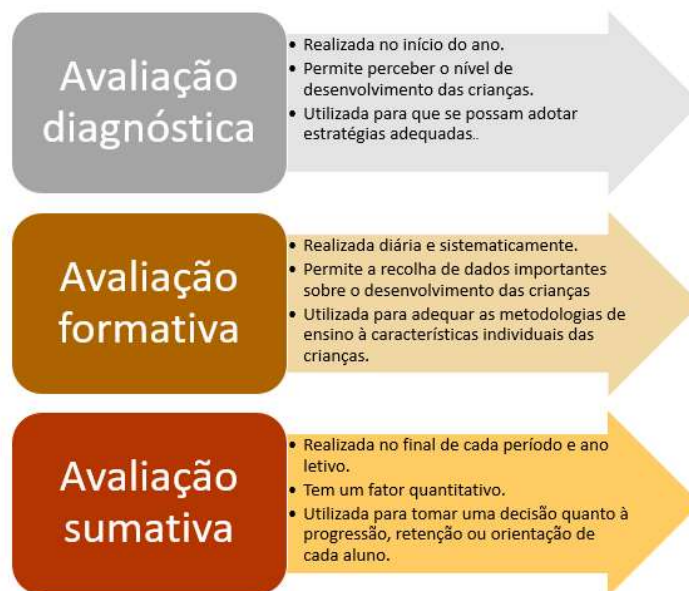 Avaliação
diagnóstica
• Realizada no início do ano.
• Permite perceber o nível de
desenvolvimento das crianças.
• Utilizada para que se possam adotar
estratégias adequadas..
Avaliação
formativa
• Realizada diária e sistematicamente.
• Permite a recolha de dados importantes
sobre o desenvolvimento das crianças
• Utilizada para adequar as metodologias de
ensino à características individuais das
crianças.
Avaliação
sumativa
• Realizada no final de cada período e ano
letivo.
• Tem um fator quantitativo.
• Utilizada para tomar uma decisão quanto à
progressão, retenção ou orientação de
cada aluno.